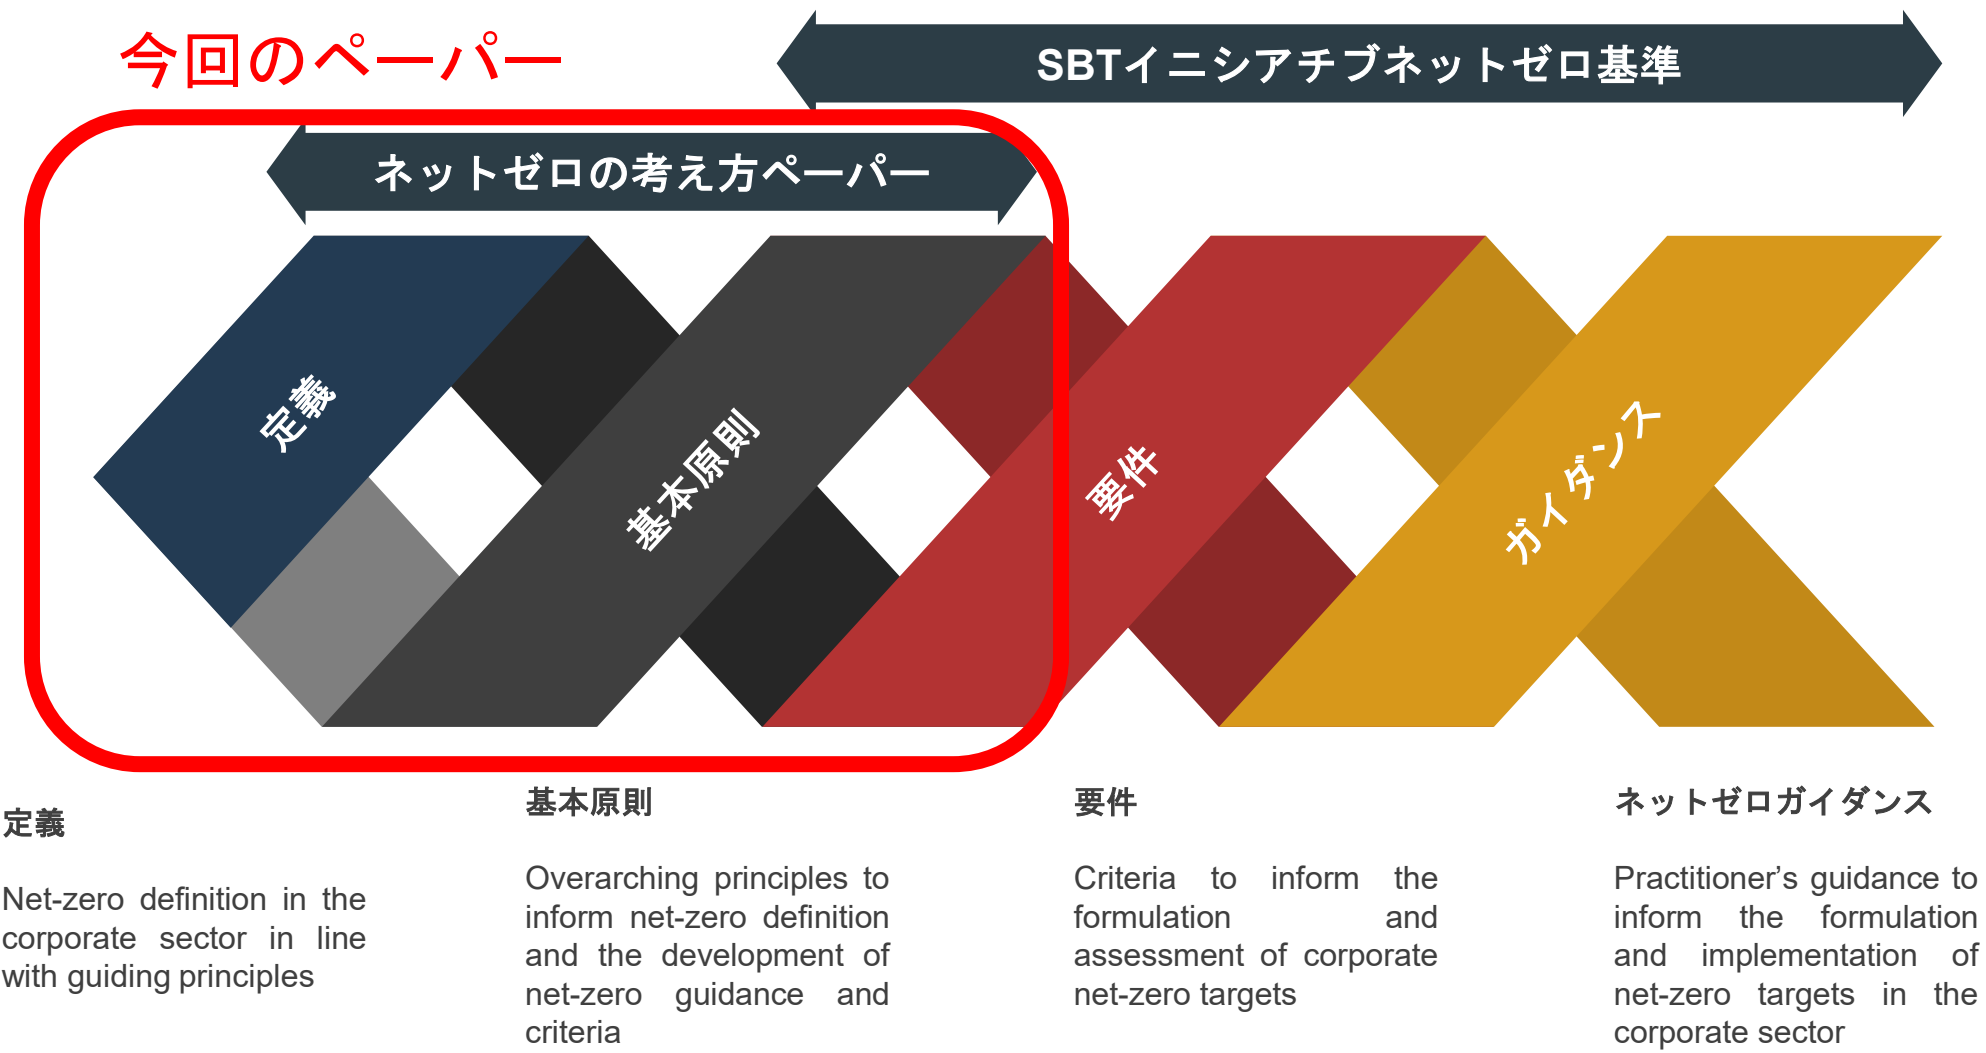 今回のペーパー
SBTイニシアチブネットゼロ基準
ネットゼロの考え方ペーパー
定義
基本原則
要件
ガイダンス
定義
Net-zero definition in the
corporate sector in line
with guiding principles
基本原則
Overarching principles to
inform net-zero definition
and the development of
net-zero guidance and
criteria
要件
Criteria to inform the
formulation and
assessment of corporate
net-zero targets
ネットゼロガイダンス
Practitioner’s guidance to
inform the formulation
and implementation of
net-zero targets in the
corporate sector